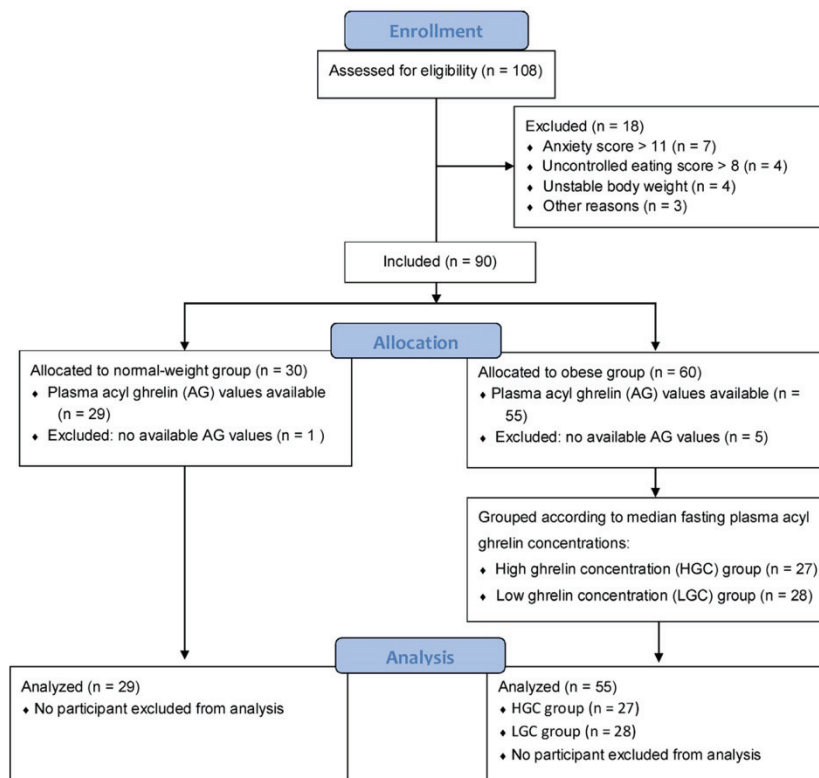 Enrollment
Assessed for eligibility (n = 108)
Excluded (n = 18)
♦ Anxiety score > 11 (n = 7)
♦ Uncontrolled eating score > 8 (n = 4)
♦ Unstable body weight (n = 4)
♦ Other reasons (n = 3)
Included (n = 90)
Allocation
Allocated to normal-weight group (n = 30)
♦ Plasma acyl ghrelin (AG) values available
(n = 29)
♦ Excluded: no available AG values (n = 1 )
Allocated to obese group (n = 60)
♦ Plasma acyl ghrelin (AG) values available (n =
55)
♦ Excluded: no available AG values (n = 5)
Grouped according to median fasting plasma acyl
ghrelin concentrations:
♦ High ghrelin concentration (HGC) group (n = 27)
♦ Low ghrelin concentration (LGC) group (n = 28)
Analysis
Analyzed (n = 29)
♦ No participant excluded from analysis
Analyzed (n = 55)
♦ HGC group (n = 27)
♦ LGC group (n = 28)
♦ No participant excluded from analysis